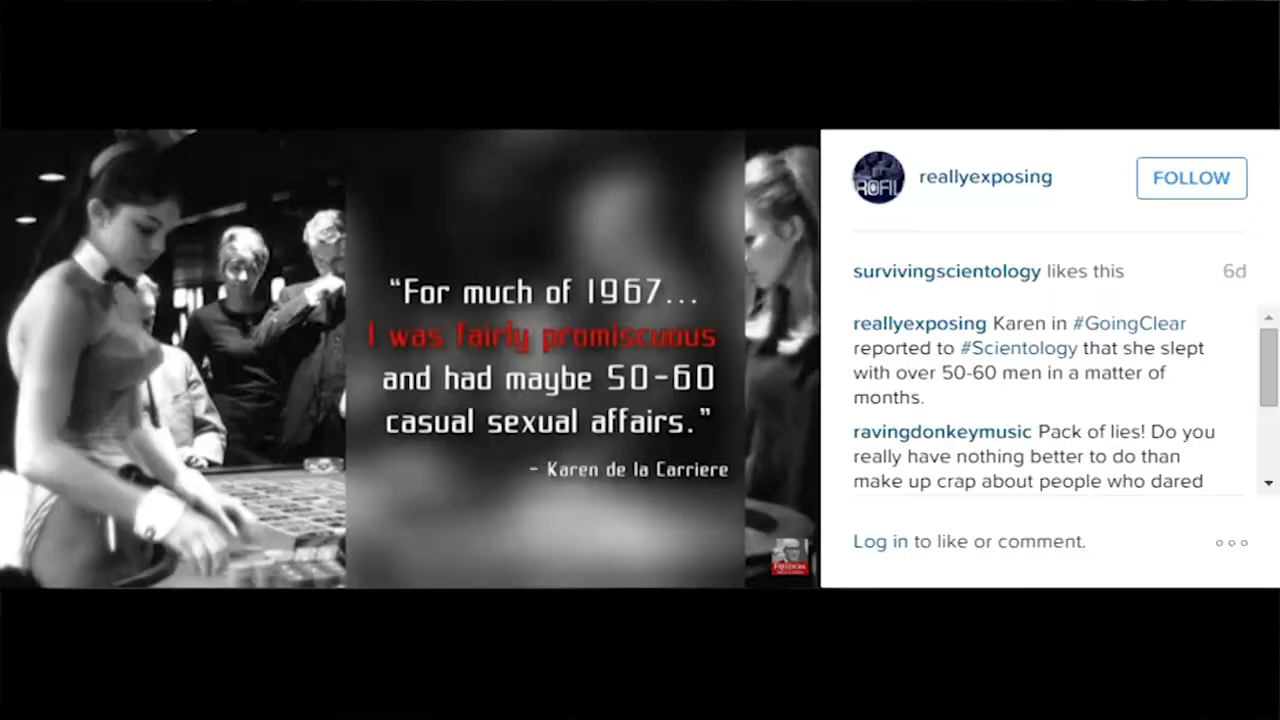 "For much of 1967...
I was fairly promiscuous
and had maybe 50-60
casual sexual affairs."
- Karen de la Carriere
FREEDOM
ROFIL
reallyexposing
FOLLOW
survivingscientology likes this
6d
reallyexposing Karen in #GoingClear
reported to #Scientology that she slept
with over 50-60 men in a matter of
months.
ravingdonkeymusic Pack of lies! Do you
really have nothing better to do than
make up crap about people who dared
Log in to like or comment.